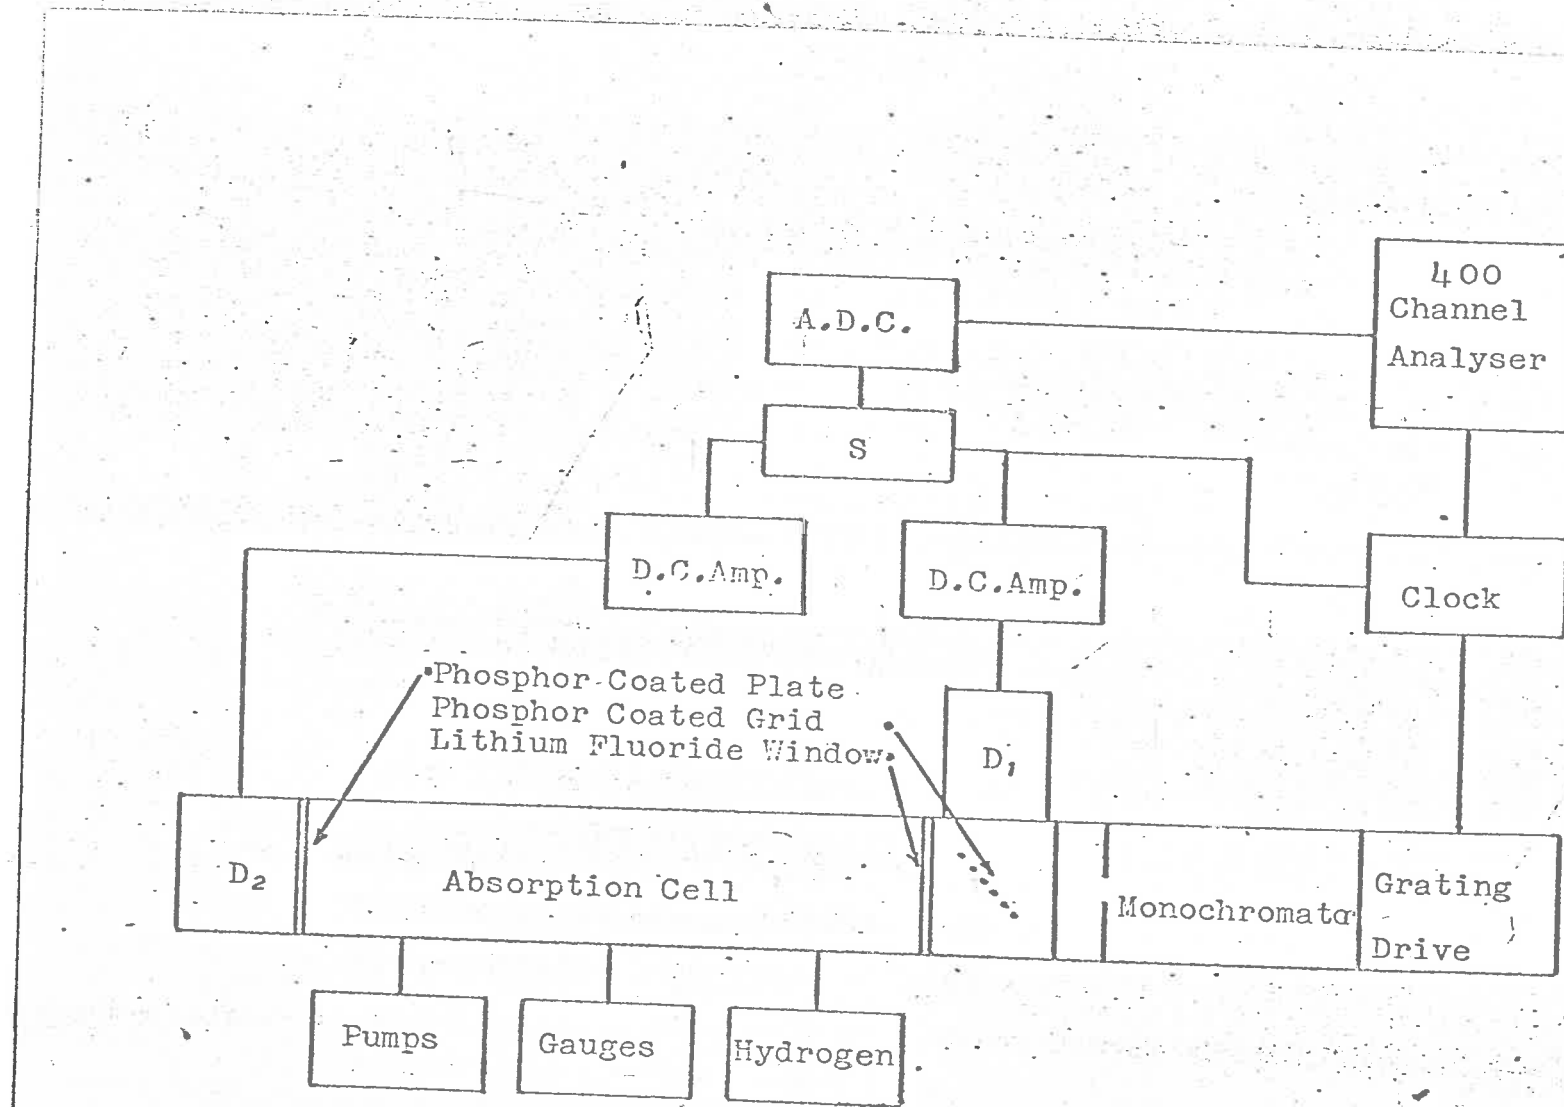 400
Channel
Analyser
A.D.C.
S
D.C.Amp.
D.C.Amp.
Clock
Phosphor Coated Plate
Phosphor Coated Grid
Lithium Fluoride Window
D₁
D₂
Absorption Cell
Monochromator
Grating
Drive
Pumps
Gauges
Hydrogen